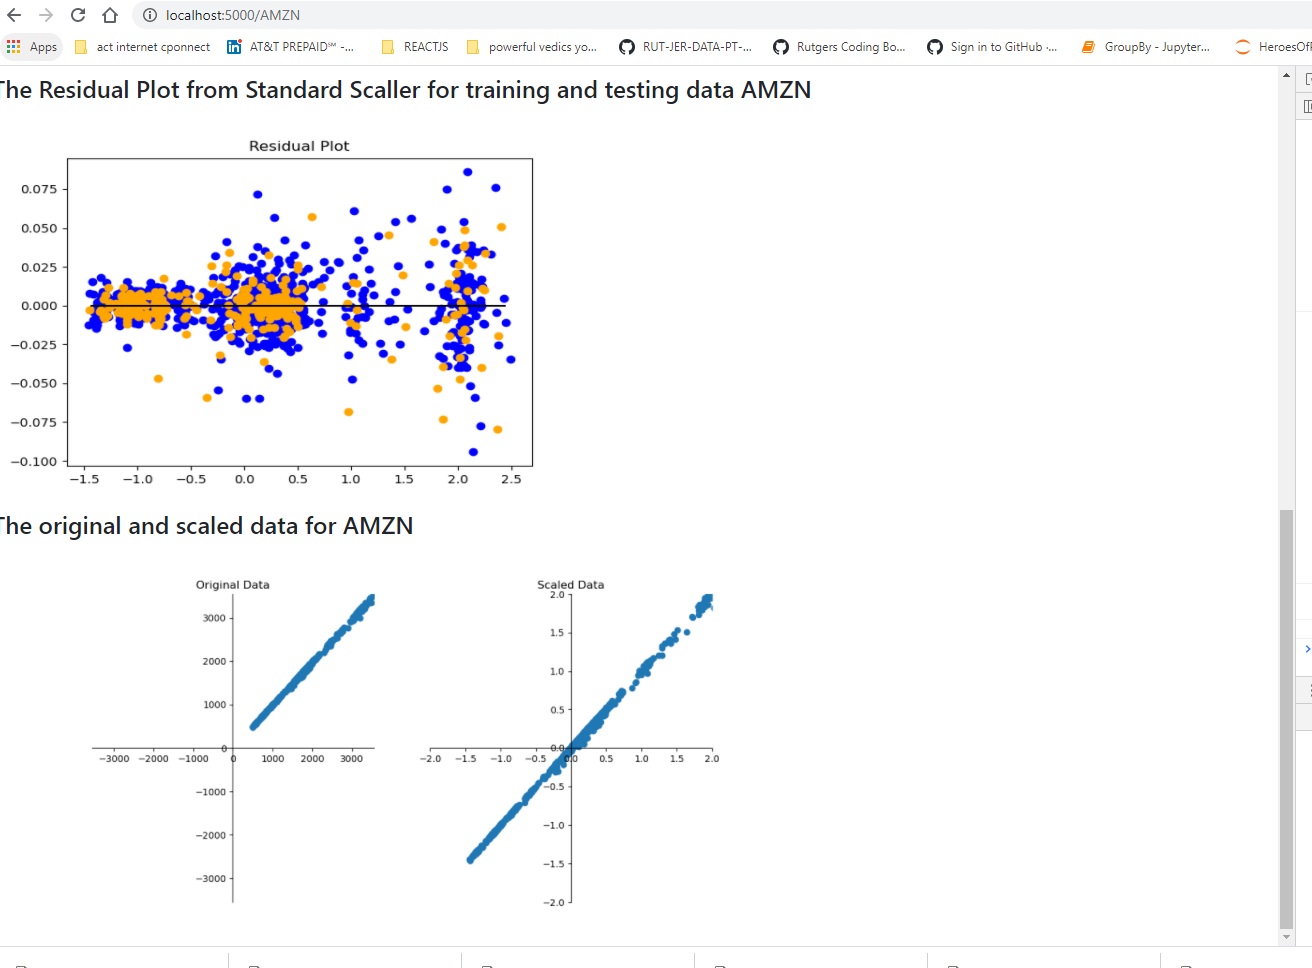 localhost:5000/AMZN
Apps act internet cponnect AT&T PREPAID℠ -... REACTJS powerful vedics yo... RUT-JER-DATA-PT-... Rutgers Coding Bo... Sign in to GitHub ·... GroupBy - Jupyter... HeroesOfP
The Residual Plot from Standard Scaller for training and testing data AMZN
Residual Plot
0.075
0.050
0.025
0.000
−0.025
−0.050
−0.075
−0.100
−1.5 −1.0 −0.5 0.0 0.5 1.0 1.5 2.0 2.5
The original and scaled data for AMZN
Original Data
3000
2000
1000
0
−3000 −2000 −1000 0 1000 2000 3000
−1000
−2000
−3000
Scaled Data
2.0
1.5
1.0
0.5
0.0
−2.0 −1.5 −1.0 −0.5 0.0 0.5 1.0 1.5 2.0
−0.5
−1.0
−1.5
−2.0